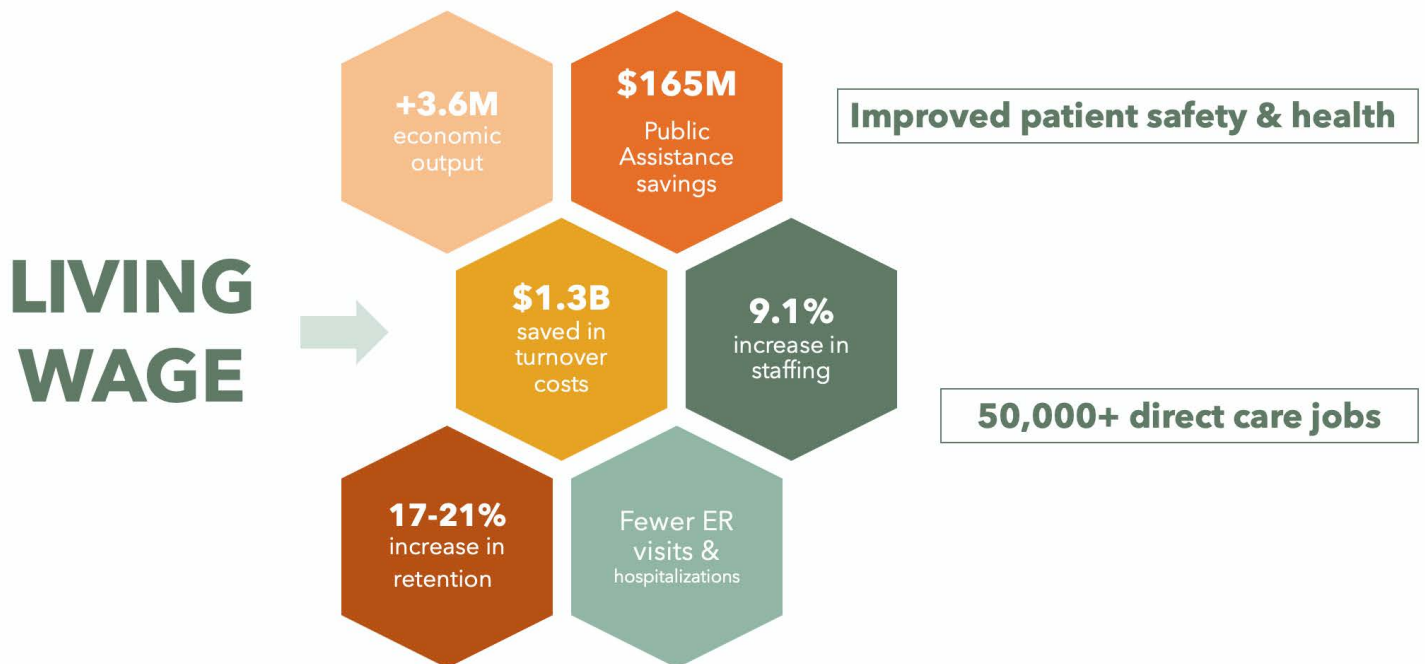 LIVING
WAGE
+3.6M
economic
output
$165M
Public
Assistance
savings
$1.3B
saved in
turnover
costs
9.1%
increase in
staffing
17-21%
increase in
retention
Fewer ER
visits &
hospitalizations
Improved patient safety & health
50,000+ direct care jobs